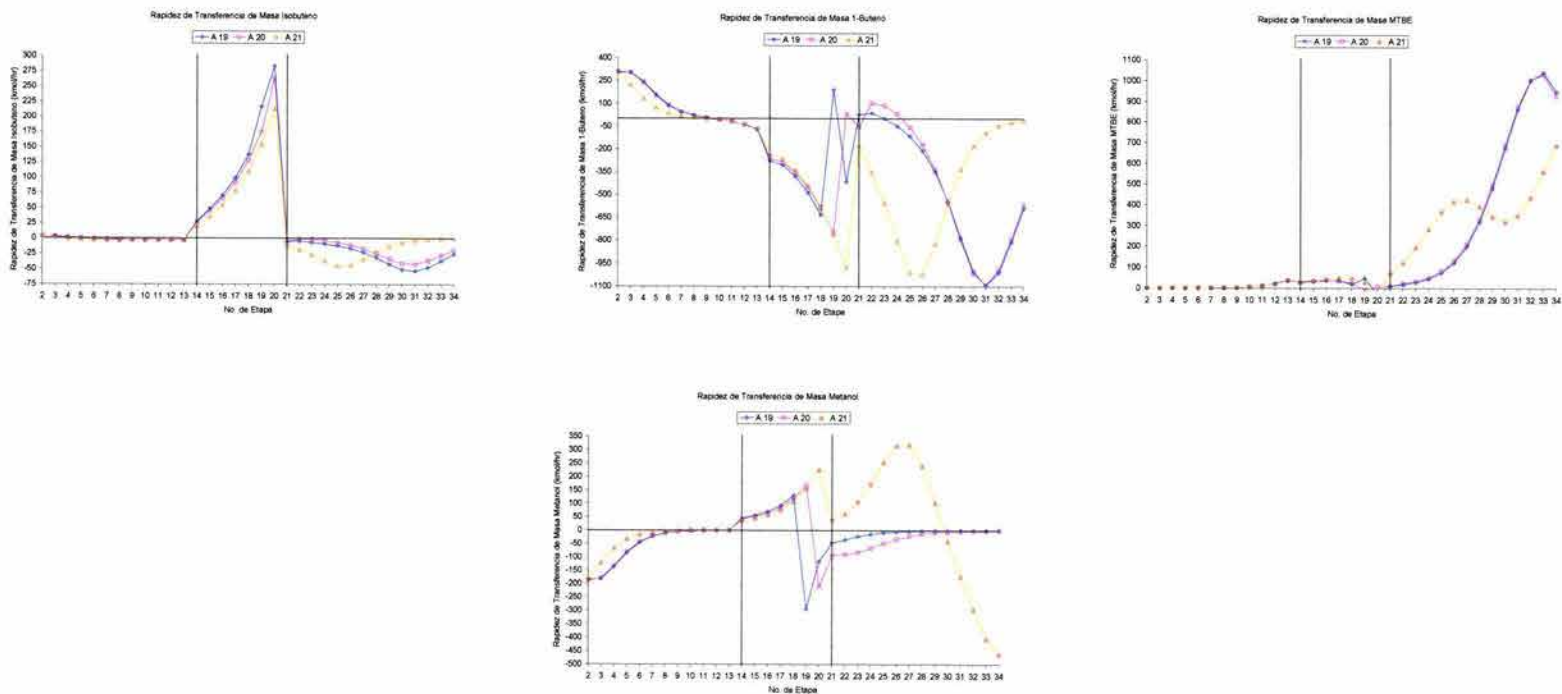 Rapidez de Transferencia de Masa Isobuteno
A 19 A 20 A 21
Rapidez de Transferencia de Masa Isobuteno (kmol/hr)
300
275
250
225
200
175
150
125
100
75
50
25
0
-25
-50
-75
2 3 4 5 6 7 8 9 10 11 12 13 14 15 16 17 18 19 20 21 22 23 24 25 26 27 28 29 30 31 32 33 34
No. de Etapa
Rapidez de Transferencia de Masa 1-Buteno
A 19 A 20 A 21
Rapidez de Transferencia de Masa 1-Buteno (kmol/hr)
400
250
100
-50
-200
-350
-500
-650
-800
-950
-1100
2 3 4 5 6 7 8 9 10 11 12 13 14 15 16 17 18 19 20 21 22 23 24 25 26 27 28 29 30 31 32 33 34
No. de Etapa
Rapidez de Transferencia de Masa MTBE
A 19 A 20 A 21
Rapidez de Transferencia de Masa MTBE (kmol/hr)
1100
1000
900
800
700
600
500
400
300
200
100
0
2 3 4 5 6 7 8 9 10 11 12 13 14 15 16 17 18 19 20 21 22 23 24 25 26 27 28 29 30 31 32 33 34
No. de Etapa
Rapidez de Transferencia de Masa Metanol
A 19 A 20 A 21
Rapidez de Transferencia de Masa Metanol (kmol/hr)
350
300
250
200
150
100
50
0
-50
-100
-150
-200
-250
-300
-350
-400
-450
-500
2 3 4 5 6 7 8 9 10 11 12 13 14 15 16 17 18 19 20 21 22 23 24 25 26 27 28 29 30 31 32 33 34
No. de Etapa